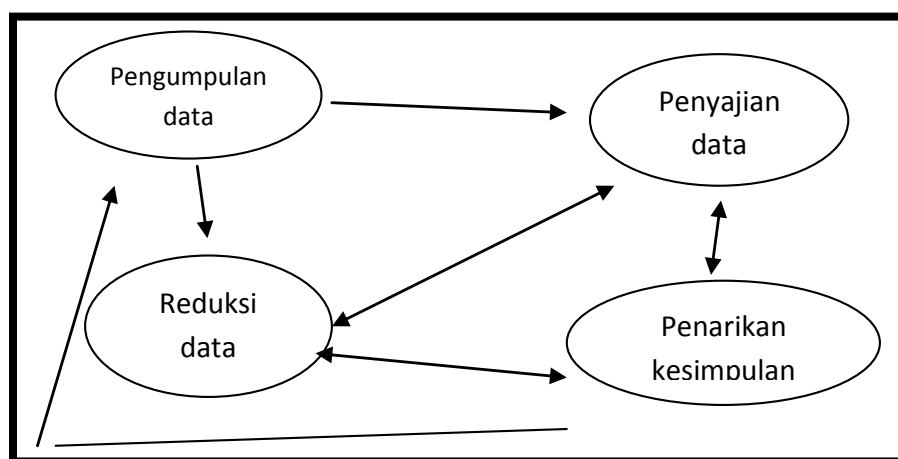 Pengumpulan
data
Penyajian
data
Reduksi
data
Penarikan
kesimpulan